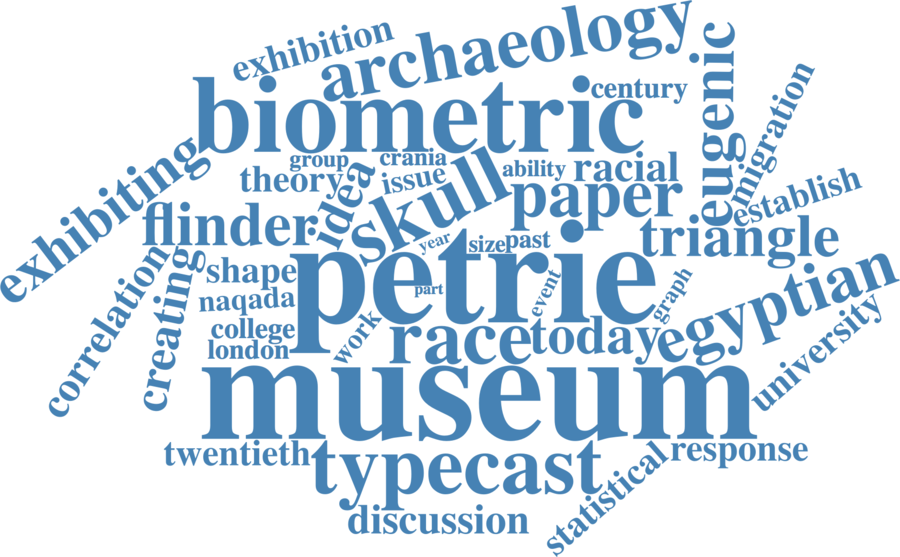 exhibition
archaeology
eugenic
biometric
century
migration
exhibiting
group
crania
theory
idea
issue
skull
ability
racial
paper
establish
flinder
year
size
past
triangle
correlation
creating
shape
naqada
petrie
part
event
graph
egyptian
college
london
work
race
today
university
museum
twentieth
typecast
statistical
response
discussion